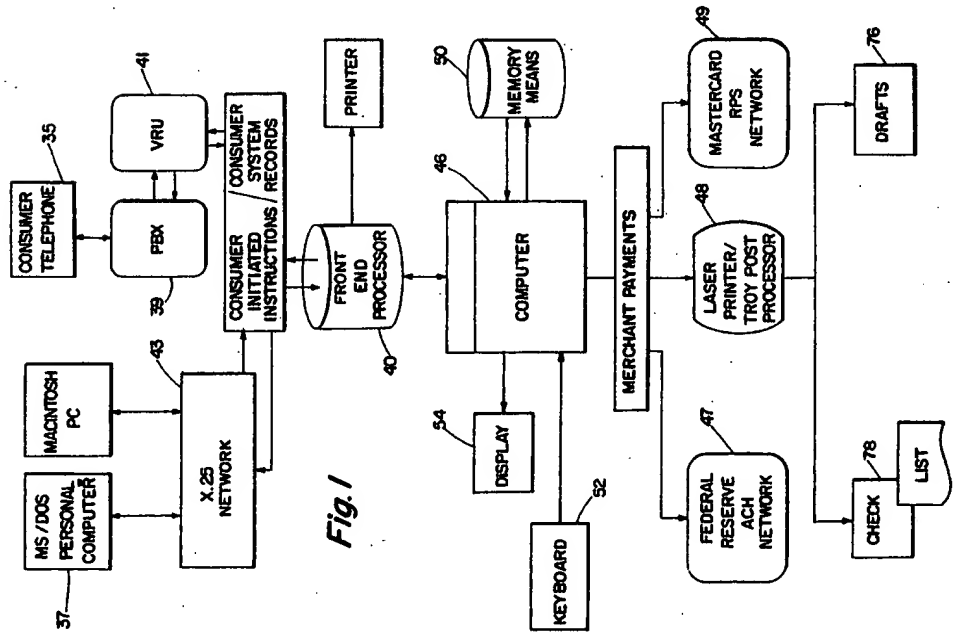 35
CONSUMER
TELEPHONE
PBX
39
VRU
41
MACINTOSH
PC
MS/DOS
PERSONAL
COMPUTER
37
43
X.25
NETWORK
CONSUMER
INITIATED
INSTRUCTIONS
/
CONSUMER
SYSTEM
RECORDS
FRONT
END
PROCESSOR
40
PRINTER
Fig. 1
46
COMPUTER
50
MEMORY
MEANS
54
DISPLAY
52
KEYBOARD
MERCHANT PAYMENTS
47
FEDERAL
RESERVE
ACH
NETWORK
48
LASER
PRINTER/
TROY POST
PROCESSOR
49
MASTERCARD
RPS
NETWORK
78
CHECK
LIST
76
DRAFTS